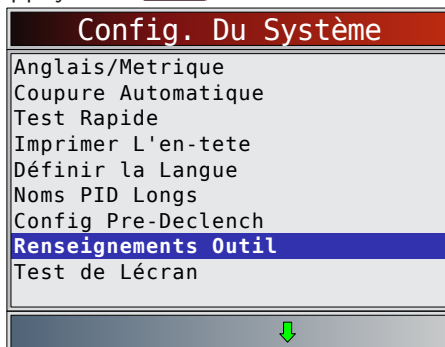 Config. Du Système
Anglais/Metrique
Coupure Automatique
Test Rapide
Imprimer L'en-tete
Définir la Langue
Noms PID Longs
Config Pre-Declench
Renseignements Outil
Test de Lécran